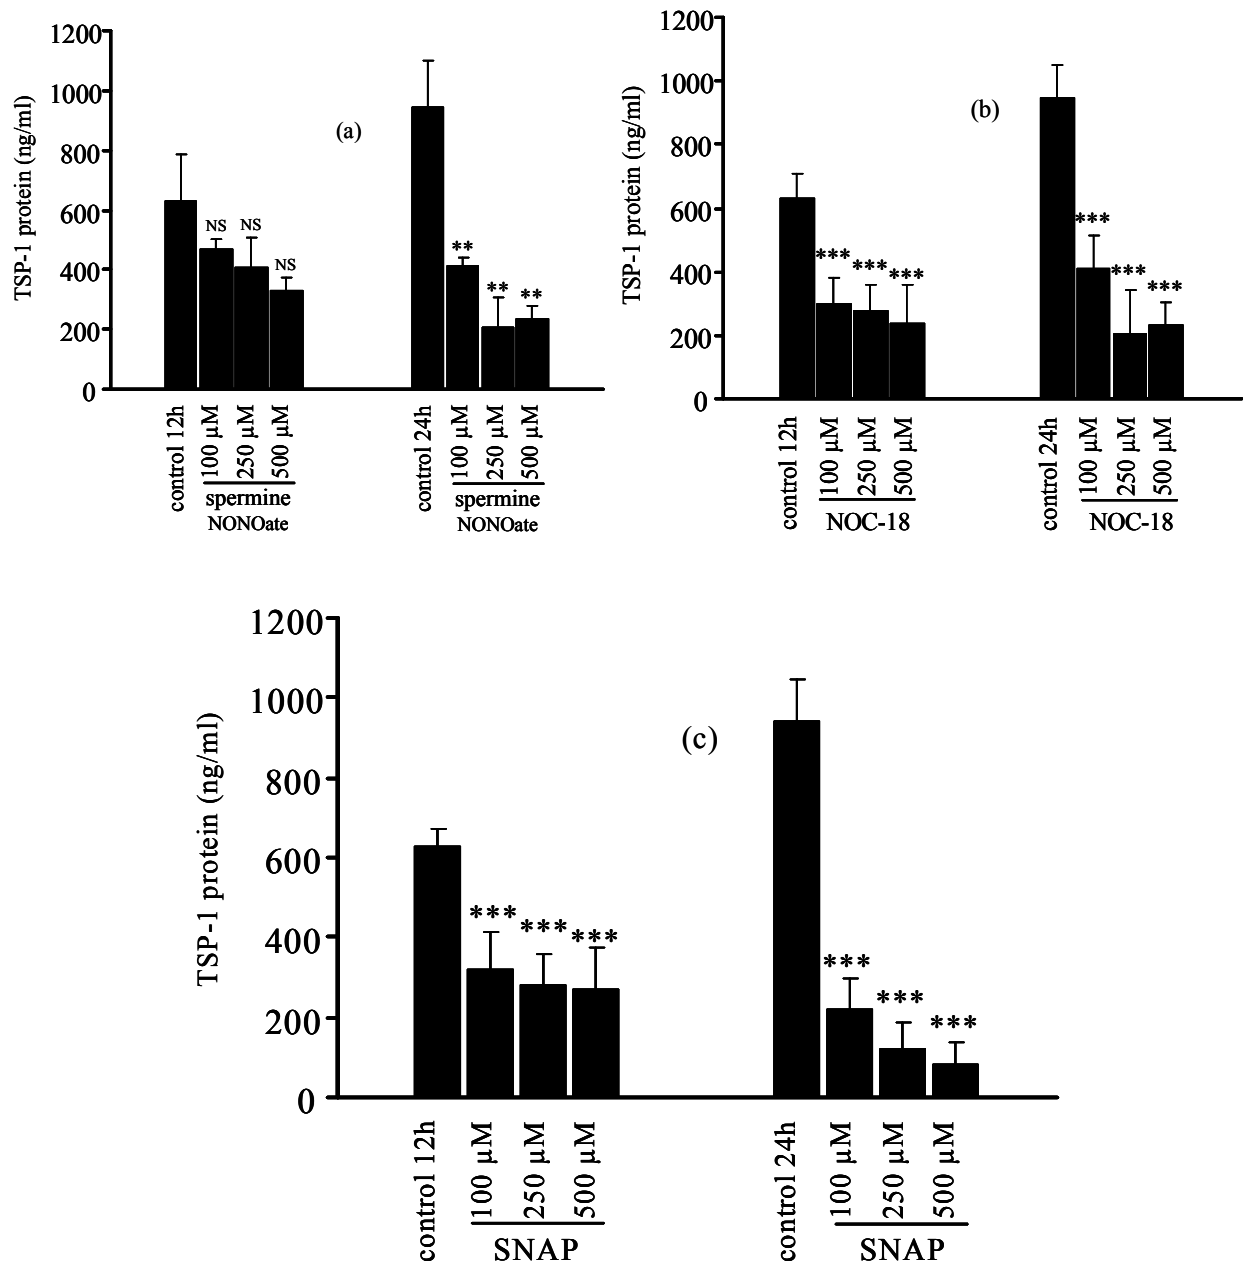 TSP-1 protein (ng/ml)
1200
1000
800
600
400
200
0
(a)
NS
NS
NS
**
**
**
control 12h
100 µM
250 µM
500 µM
spermine
NONOate
control 24h
100 µM
250 µM
500 µM
spermine
NONOate
TSP-1 protein (ng/ml)
1200
1000
800
600
400
200
0
(b)
***
***
***
***
***
***
control 12h
100 µM
250 µM
500 µM
NOC-18
control 24h
100 µM
250 µM
500 µM
NOC-18
TSP-1 protein (ng/ml)
1200
1000
800
600
400
200
0
(c)
***
***
***
***
***
***
control 12h
100 µM
250 µM
500 µM
SNAP
control 24h
100 µM
250 µM
500 µM
SNAP